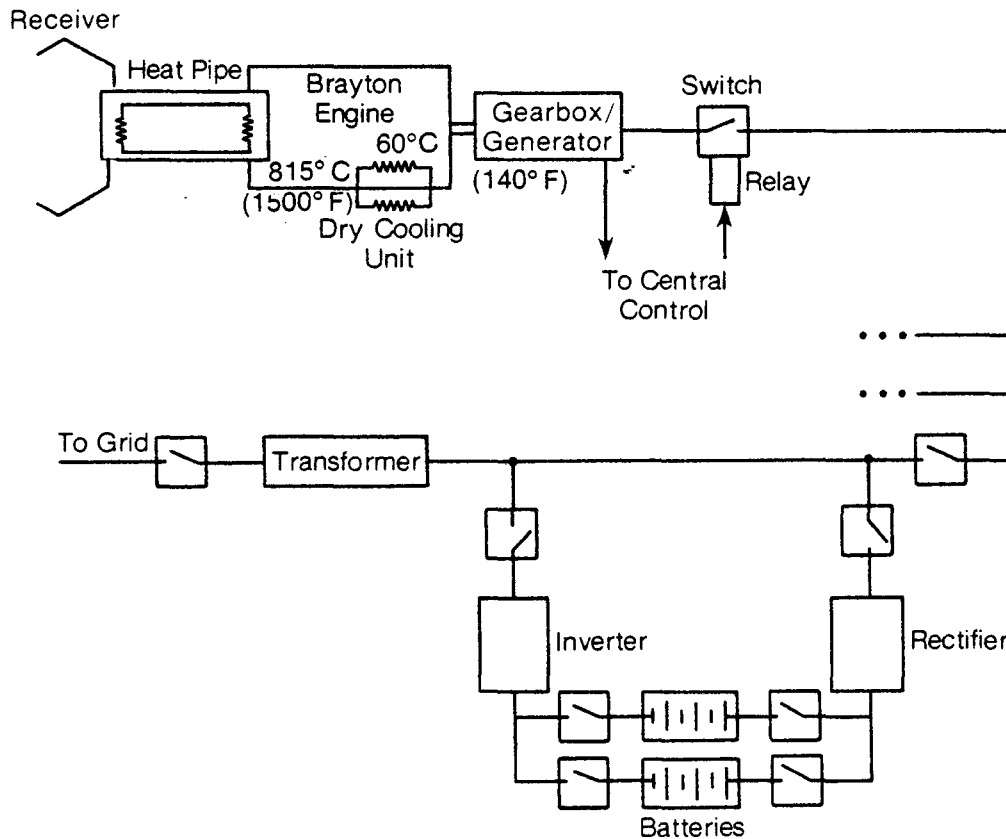 Receiver
Heat Pipe
Brayton
Engine
60°C
815° C
(1500° F)
Dry Cooling
Unit
Gearbox/
Generator
(140° F)
Switch
Relay
To Central
Control
To Grid
Transformer
Inverter
Rectifier
Batteries